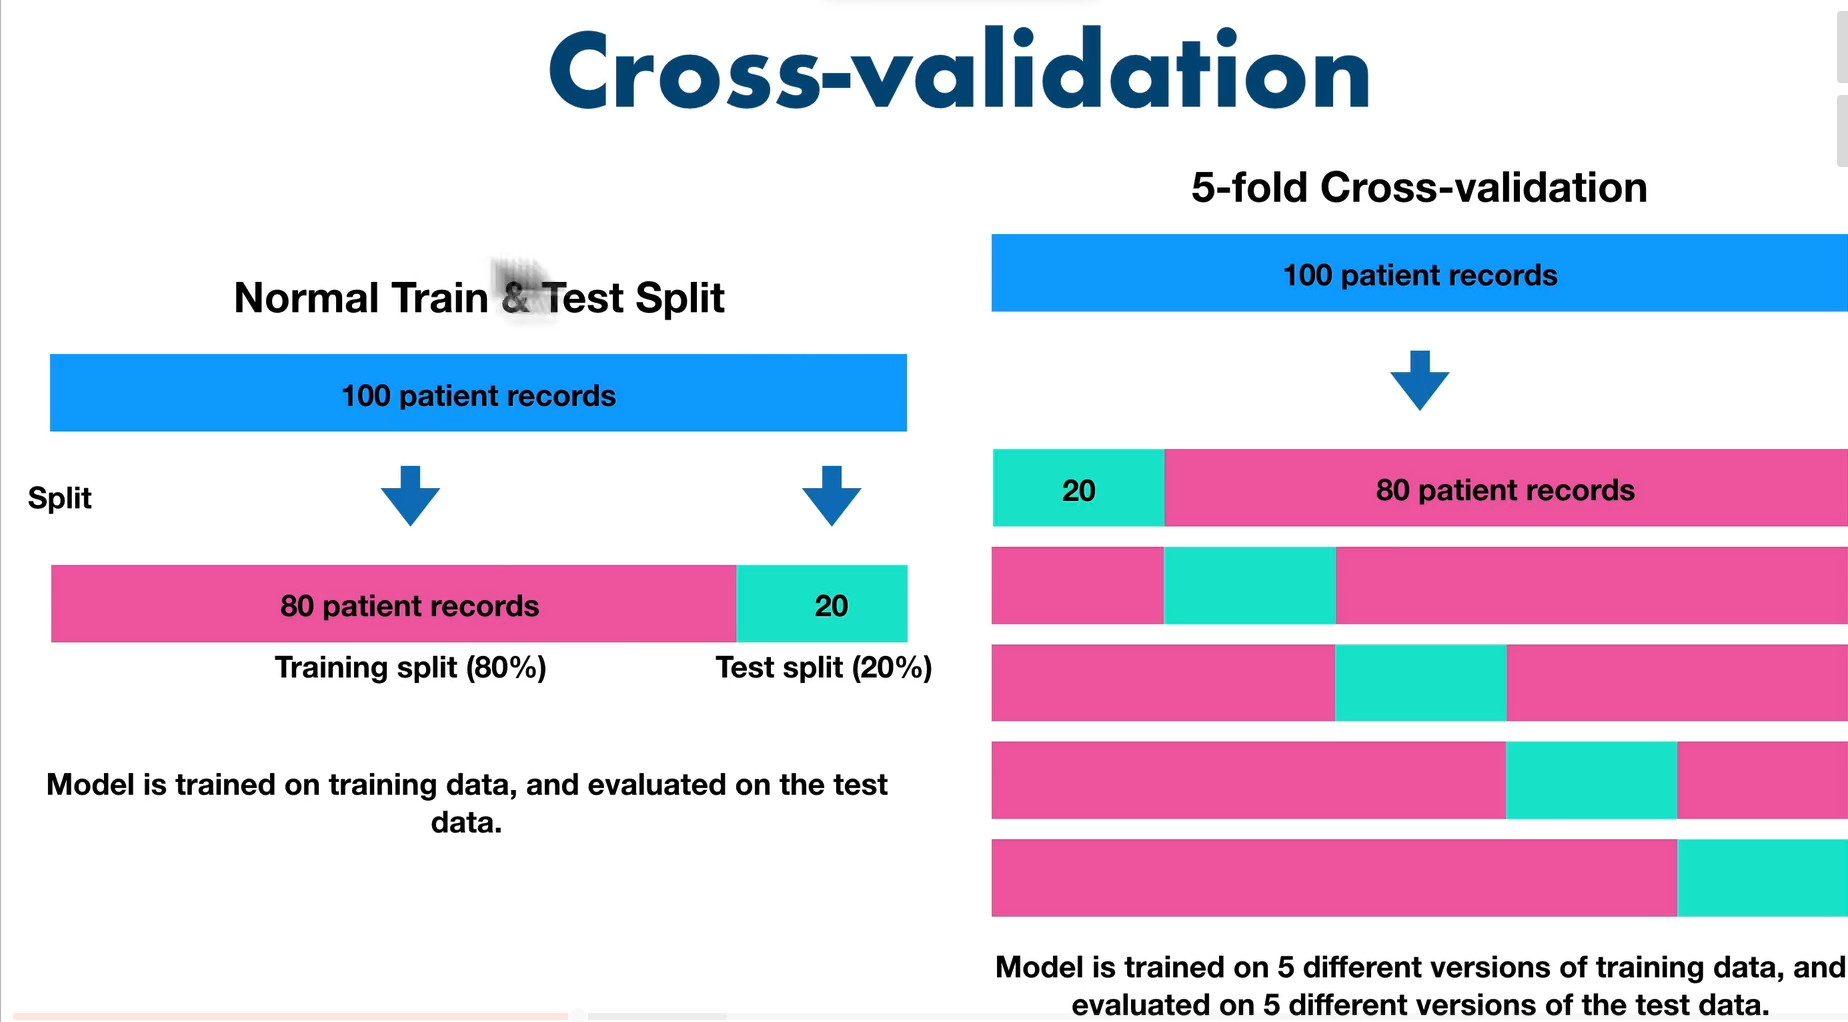 Cross-validation
Normal Train & Test Split
100 patient records
Split
80 patient records
20
Training split (80%)
Test split (20%)
Model is trained on training data, and evaluated on the test
data.
5-fold Cross-validation
100 patient records
20
80 patient records
Model is trained on 5 different versions of training data, and
evaluated on 5 different versions of the test data.